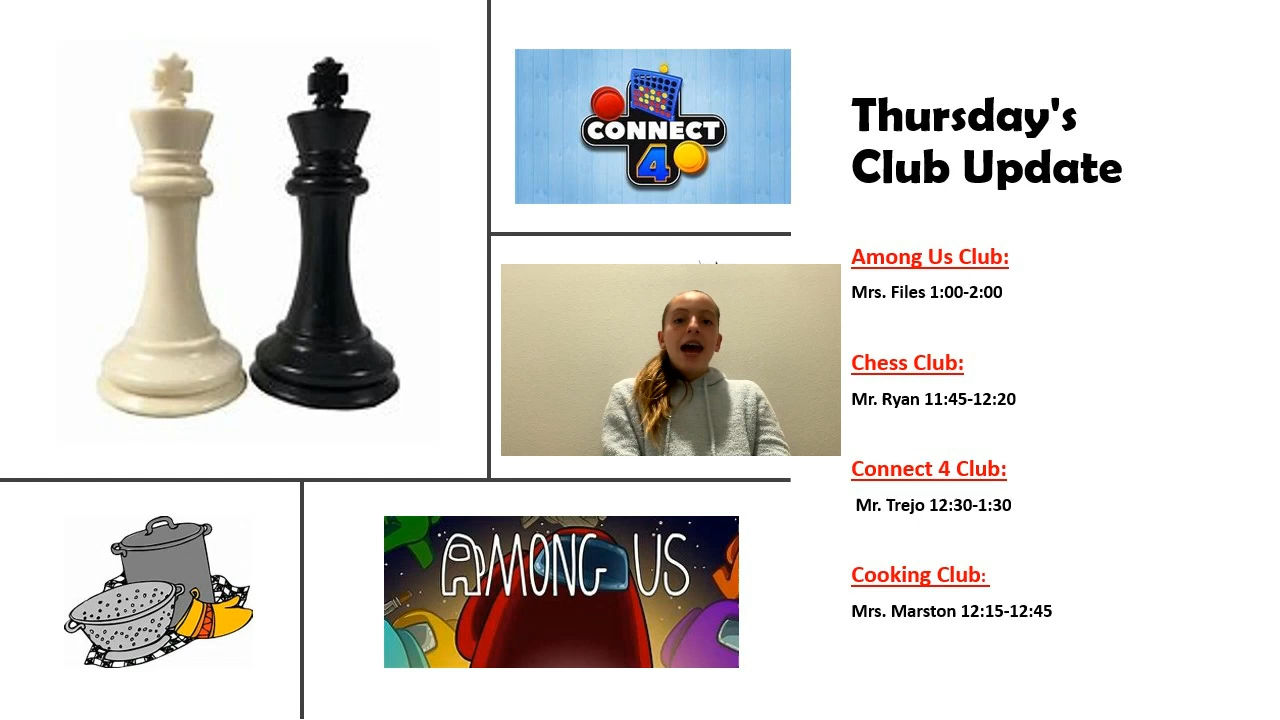 CONNECT
4
Thursday's
Club Update
Among Us Club:
Mrs. Files 1:00-2:00
Chess Club:
Mr. Ryan 11:45-12:20
Connect 4 Club:
Mr. Trejo 12:30-1:30
Cooking Club:
Mrs. Marston 12:15-12:45
AMONG US